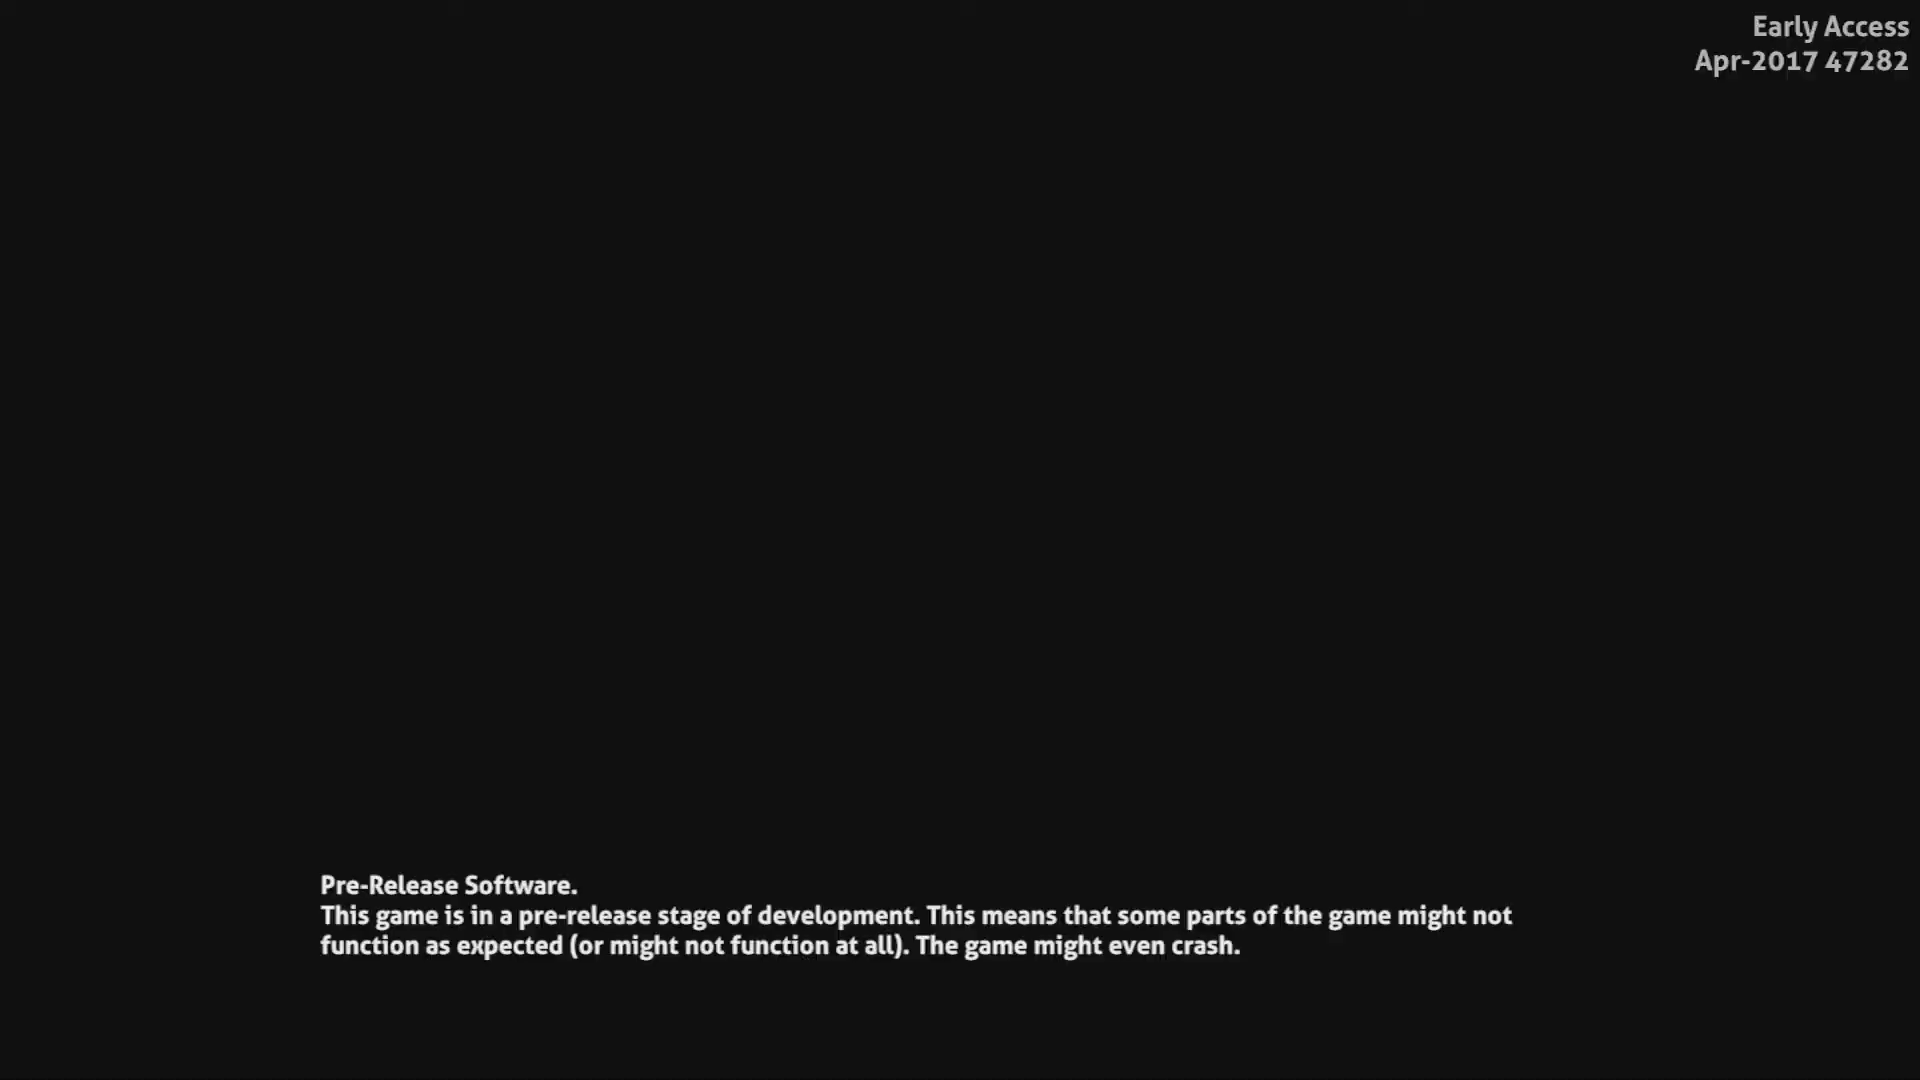 Early Access
Apr-2017 47282
Pre-Release Software.
This game is in a pre-release stage of development. This means that some parts of the game might not
function as expected (or might not function at all). The game might even crash.